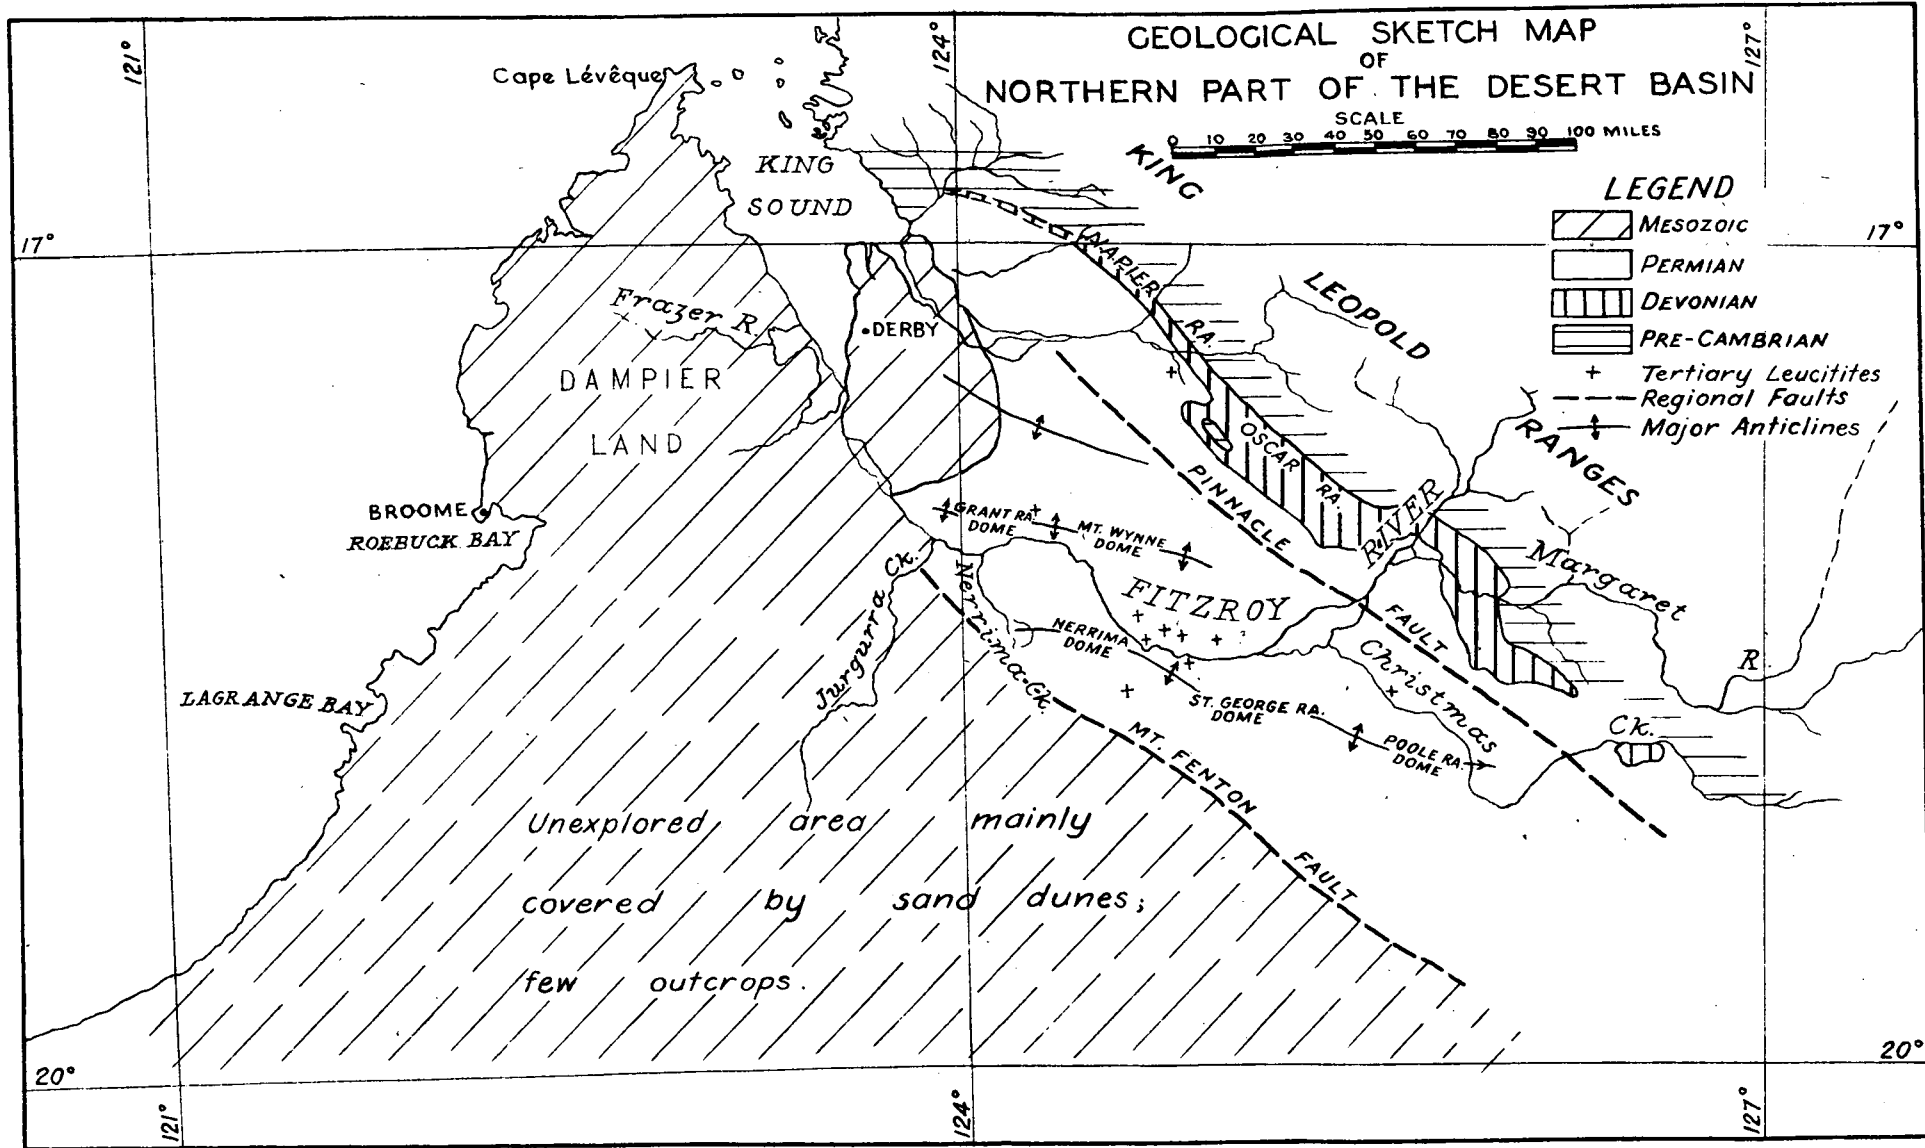 GEOLOGICAL SKETCH MAP
OF
NORTHERN PART OF THE DESERT BASIN
SCALE
0 10 20 30 40 50 60 70 80 90 100 MILES
121°
124°
127°
Cape Lévêque
KING
SOUND
KING
LEOPOLD
RANGES
LEGEND
MESOZOIC
PERMIAN
DEVONIAN
PRE-CAMBRIAN
Tertiary Leucitites
Regional Faults
Major Anticlines
17°
17°
NAPIER
RA.
Frazer R.
DERBY
DAMPIER
LAND
OSCAR
RA.
PINNACLE
FAULT
BROOME
ROEBUCK BAY
GRANT RA.
DOME
MT. WYNNE
DOME
FITZROY
RIVER
Margaret
R.
Jurgurra
Ck.
Nerrima Ck.
NERRIMA
DOME
ST. GEORGE RA.
DOME
POOLE RA.
DOME
Christmas
Ck.
LAGRANGE BAY
MT. FENTON
FAULT
Unexplored area mainly
covered by sand dunes;
few outcrops.
20°
20°
121°
124°
127°